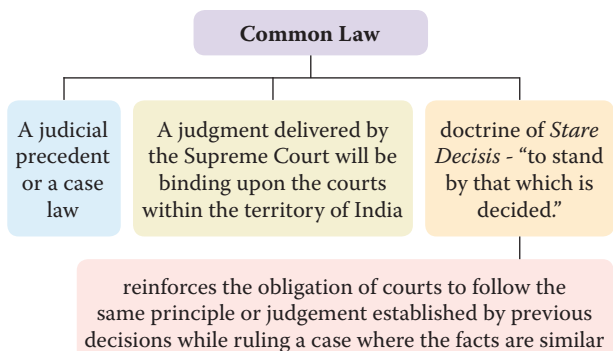 Common Law
A judicial
precedent
or a case
law
A judgment delivered by
the Supreme Court will be
binding upon the courts
within the territory of India
doctrine of Stare
Decisis - “to stand
by that which is
decided.”
reinforces the obligation of courts to follow the
same principle or judgement established by previous
decisions while ruling a case where the facts are similar